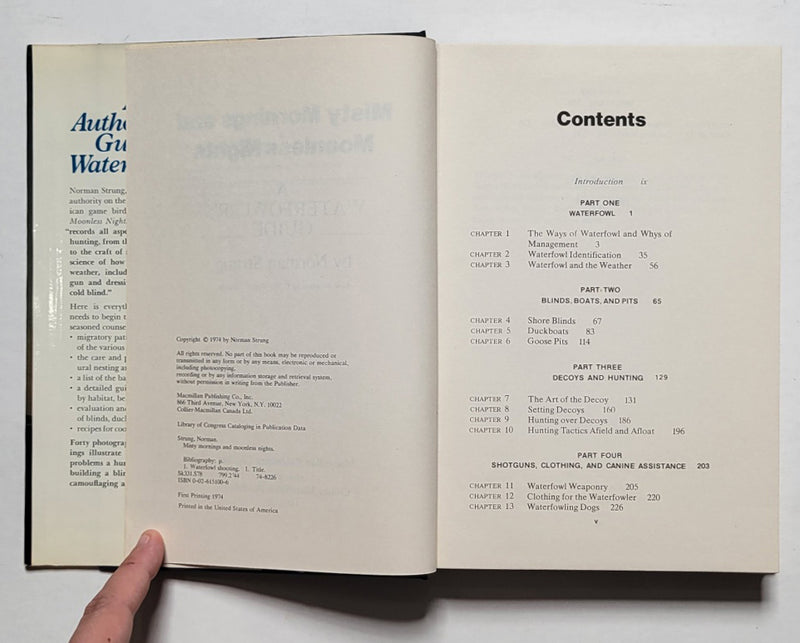 Autho
Gu
Water
Norman Strung,
authority on the
ican game bird
Moonless Night
"records all aspe
hunting, from th
to the craft of
science of how
weather, includ
gun and dressi
cold blind."
Here is everyth
needs to begin t
seasoned counse
• migratory pat
of the various
• the care and p
ural nesting a
• a list of the ba
• a detailed gui
by habitat, be
• evaluation an
of blinds, duc
• recipes for coo
Forty photogra
ings illustrate
problems a hun
building a blin
camouflaging a
Misty Mornings and
Moonless Nights
A
WATERFOWLER'S
GUIDE
by Norman Strung
Copyright © 1974 by Norman Strung
All rights reserved. No part of this book may be reproduced or
transmitted in any form or by any means, electronic or mechanical,
including photocopying,
recording or by any information storage and retrieval system,
without permission in writing from the Publisher.
Macmillan Publishing Co., Inc.
866 Third Avenue, New York, N.Y. 10022
Collier-Macmillan Canada Ltd.
Library of Congress Cataloging in Publication Data
Strung, Norman.
Misty mornings and moonless nights.
Bibliography: p.
1. Waterfowl shooting. I. Title.
SK331.S78 799.2'44 74-8226
ISBN 0-02-615100-6
First Printing 1974
Printed in the United States of America
Contents
Introduction ix
PART ONE
WATERFOWL 1
CHAPTER 1 The Ways of Waterfowl and Whys of
Management 3
CHAPTER 2 Waterfowl Identification 35
CHAPTER 3 Waterfowl and the Weather 56
PART TWO
BLINDS, BOATS, AND PITS 65
CHAPTER 4 Shore Blinds 67
CHAPTER 5 Duckboats 83
CHAPTER 6 Goose Pits 114
PART THREE
DECOYS AND HUNTING 129
CHAPTER 7 The Art of the Decoy 131
CHAPTER 8 Setting Decoys 160
CHAPTER 9 Hunting over Decoys 186
CHAPTER 10 Hunting Tactics Afield and Afloat 196
PART FOUR
SHOTGUNS, CLOTHING, AND CANINE ASSISTANCE 203
CHAPTER 11 Waterfowl Weaponry 205
CHAPTER 12 Clothing for the Waterfowler 220
CHAPTER 13 Waterfowling Dogs 226
v